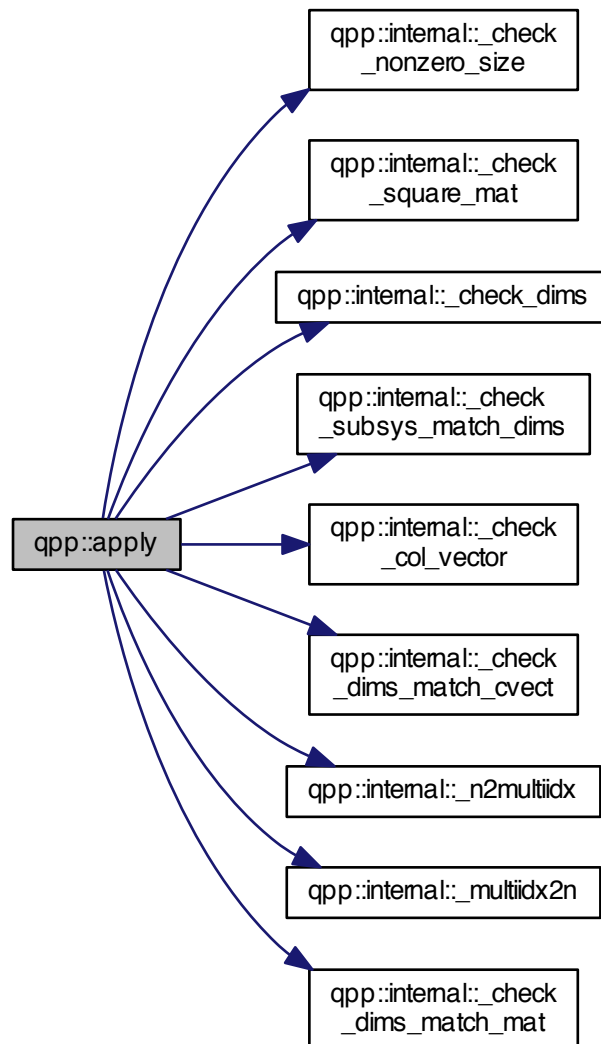 qpp::internal::_check
_nonzero_size
qpp::internal::_check
_square_mat
qpp::internal::_check_dims
qpp::internal::_check
_subsys_match_dims
qpp::apply
qpp::internal::_check
_col_vector
qpp::internal::_check
_dims_match_cvect
qpp::internal::_n2multiidx
qpp::internal::_multiidx2n
qpp::internal::_check
_dims_match_mat